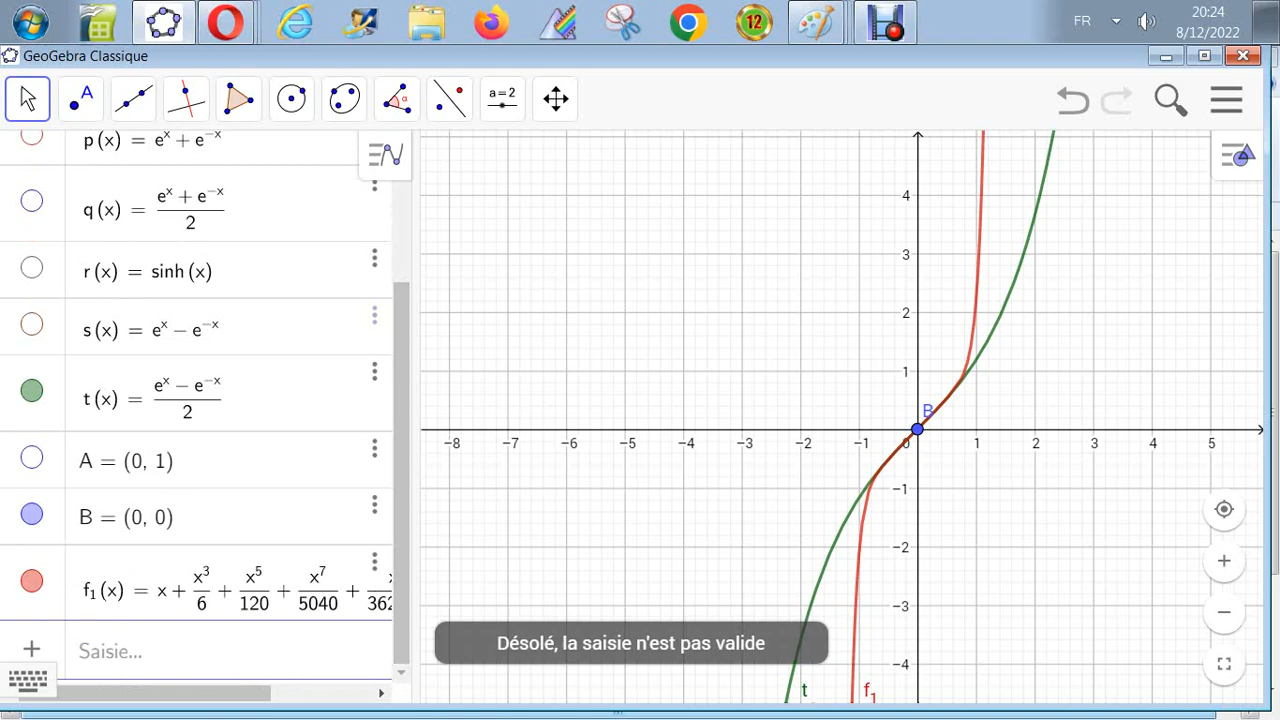 12
FR
20:24
8/12/2022
GeoGebra Classique
A
a = 2
p(x) = eˣ + e⁻ˣ
q(x) = (eˣ + e⁻ˣ)/2
r(x) = sinh(x)
s(x) = eˣ − e⁻ˣ
t(x) = (eˣ − e⁻ˣ)/2
A = (0, 1)
B = (0, 0)
f₁(x) = x + x³/6 + x⁵/120 + x⁷/5040 +
Saisie...
4
3
2
1
B
−8 −7 −6 −5 −4 −3 −2 −1 0 1 2 3 4 5
−1
−2
−3
−4
Désolé, la saisie n'est pas valide
t
f₁